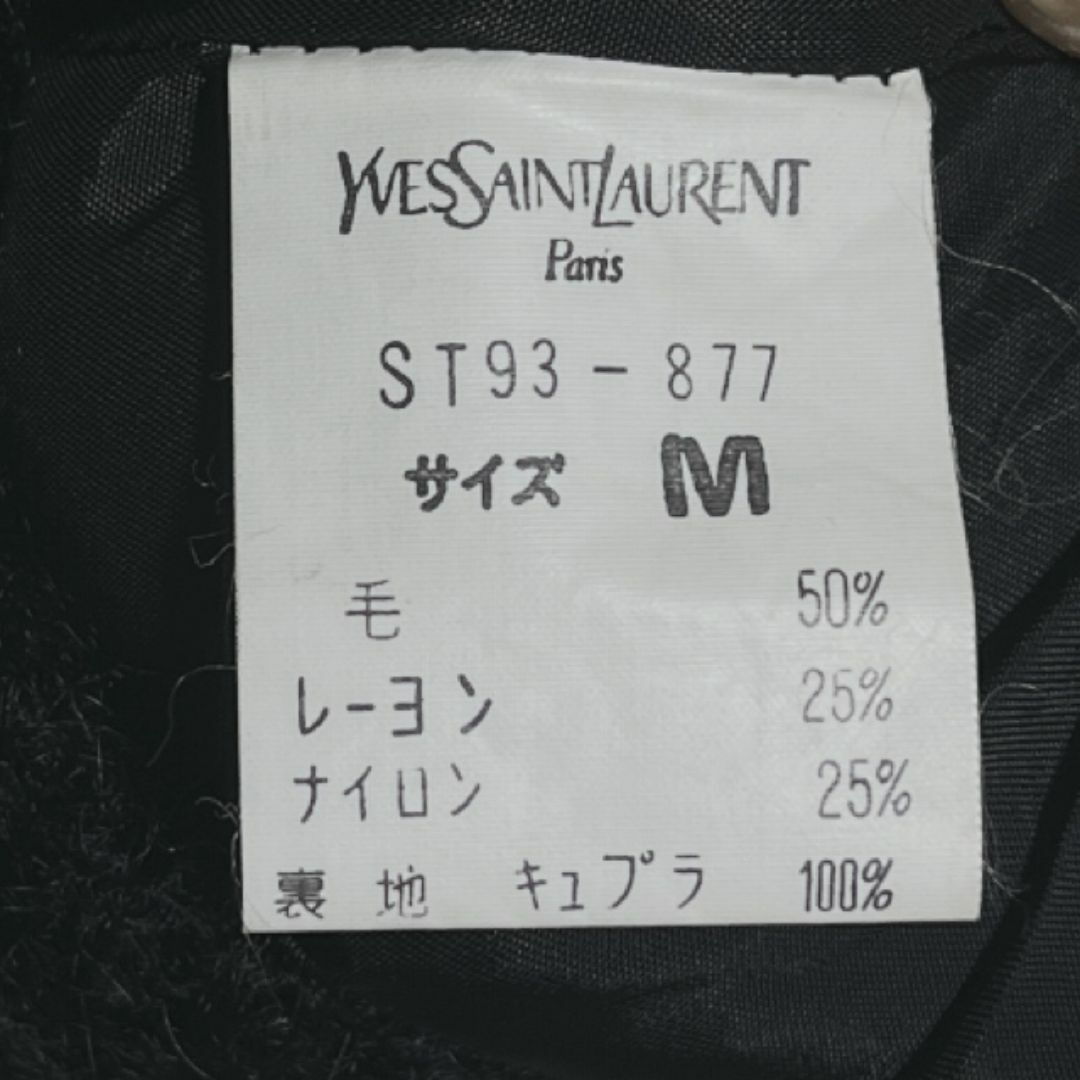 YVESSAINTLAURENT
Paris
ST93-877
サイズ M
毛 50%
レーヨン 25%
ナイロン 25%
裏地 キュプラ 100%